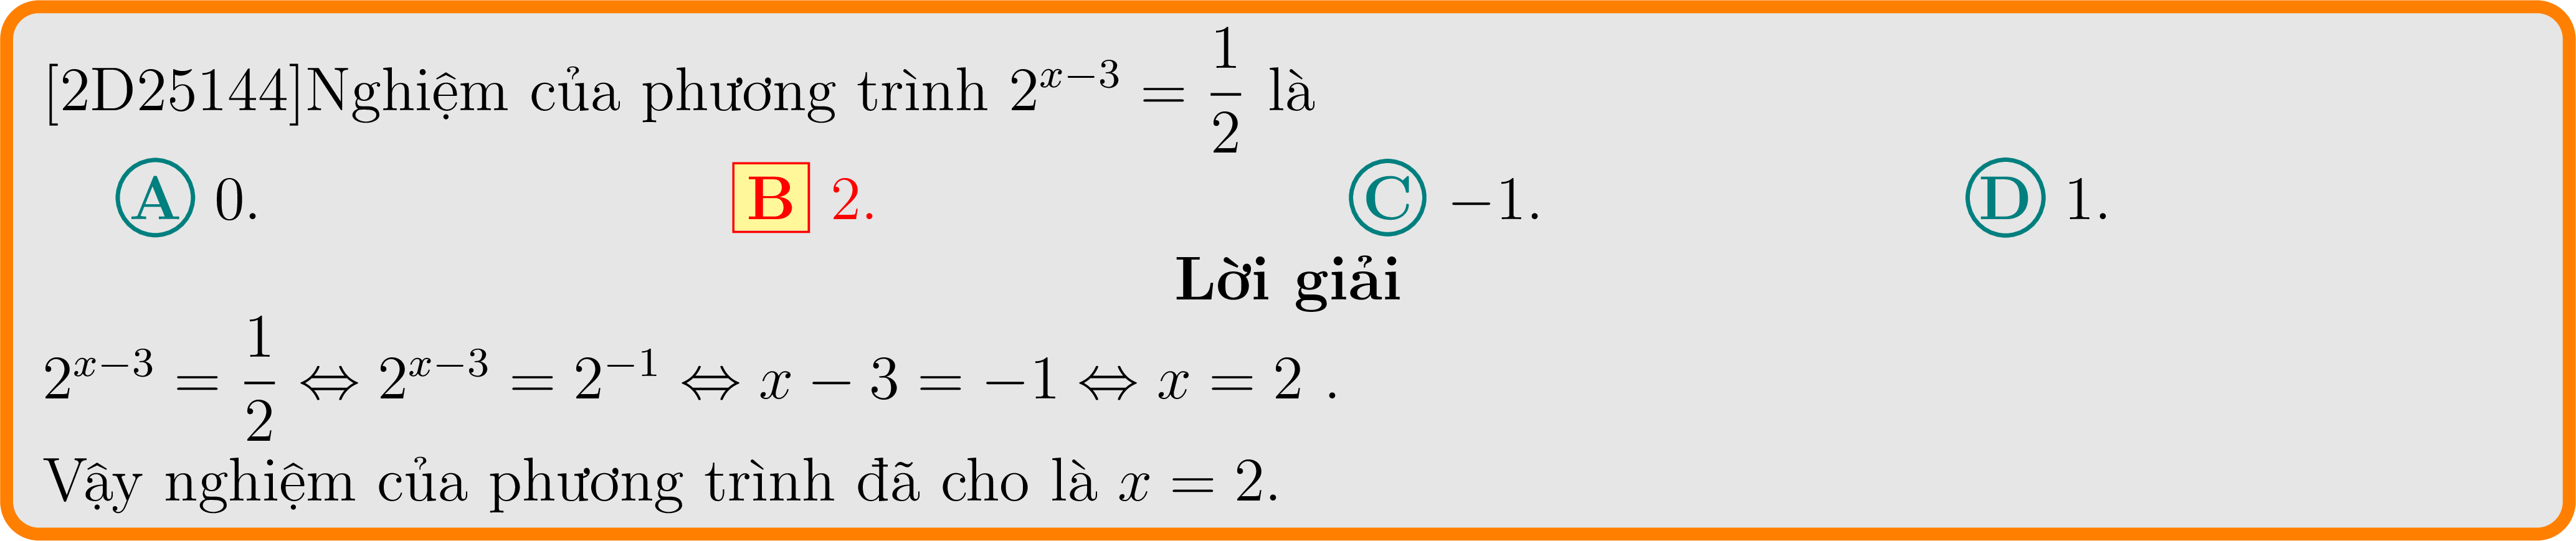 [2D25144]Nghiệm của phương trình $2^{x-3} = \dfrac{1}{2}$ là
A 0. B 2. C −1. D 1.
Lời giải
$2^{x-3} = \dfrac{1}{2} \Leftrightarrow 2^{x-3} = 2^{-1} \Leftrightarrow x - 3 = -1 \Leftrightarrow x = 2$ .
Vậy nghiệm của phương trình đã cho là $x = 2$.